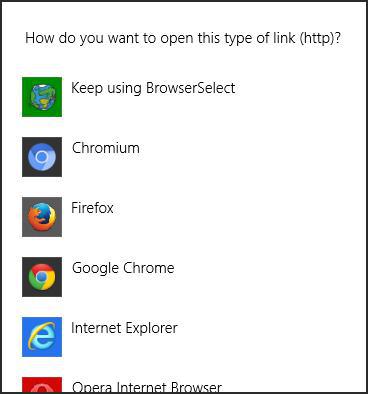 How do you want to open this type of link (http)?
Keep using BrowserSelect
Chromium
Firefox
Google Chrome
Internet Explorer
Opera Internet Browser